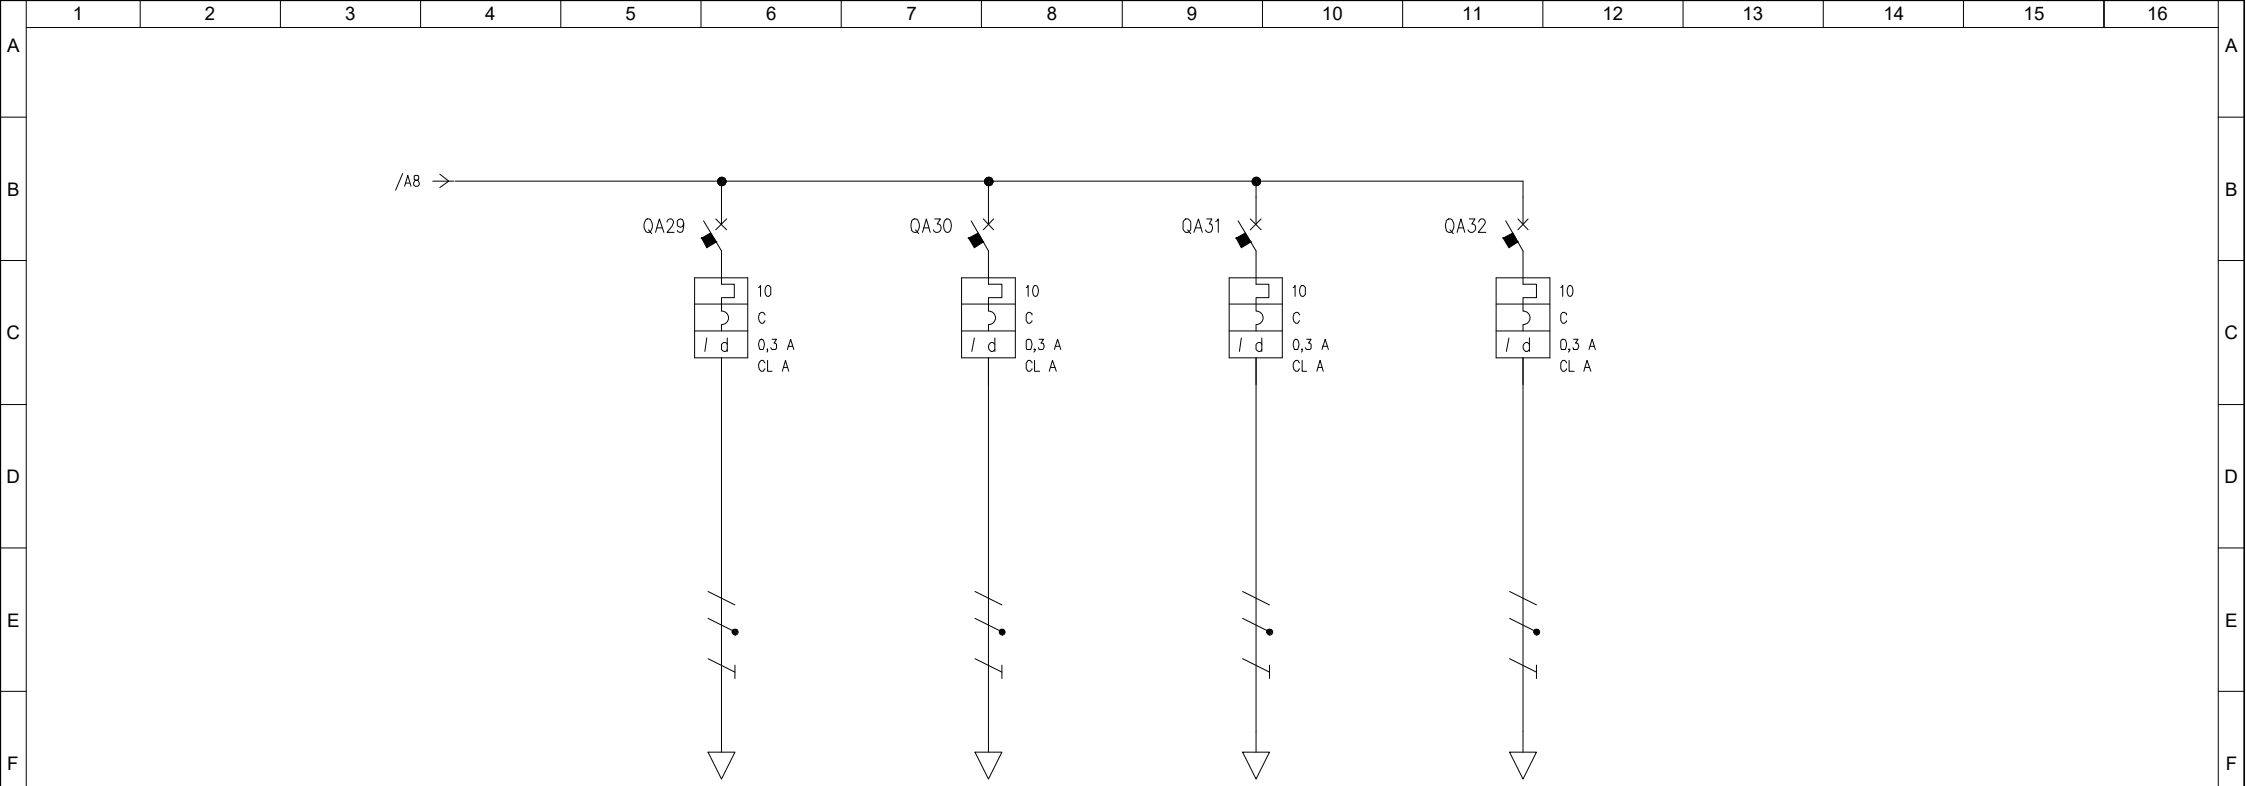 1 2 3 4 5 6 7 8 9 10 11 12 13 14 15 16
A A
B /A8 B
QA29 QA30 QA31 QA32
10 10 10 10
C C C C C C
I d 0,3 A I d 0,3 A I d 0,3 A I d 0,3 A
CL A CL A CL A CL A
D D
E E
F F